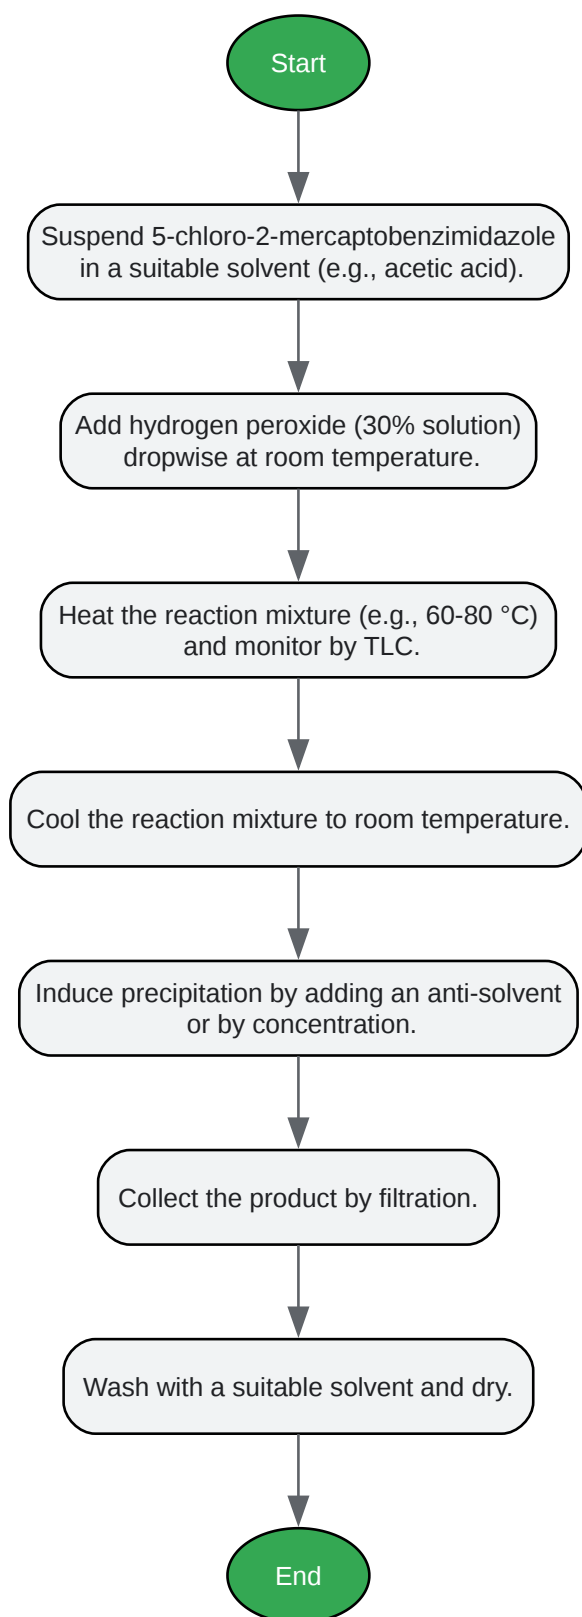 Start
Suspend 5-chloro-2-mercaptobenzimidazole
in a suitable solvent (e.g., acetic acid).
Add hydrogen peroxide (30% solution)
dropwise at room temperature.
Heat the reaction mixture (e.g., 60-80 °C)
and monitor by TLC.
Cool the reaction mixture to room temperature.
Induce precipitation by adding an anti-solvent
or by concentration.
Collect the product by filtration.
Wash with a suitable solvent and dry.
End